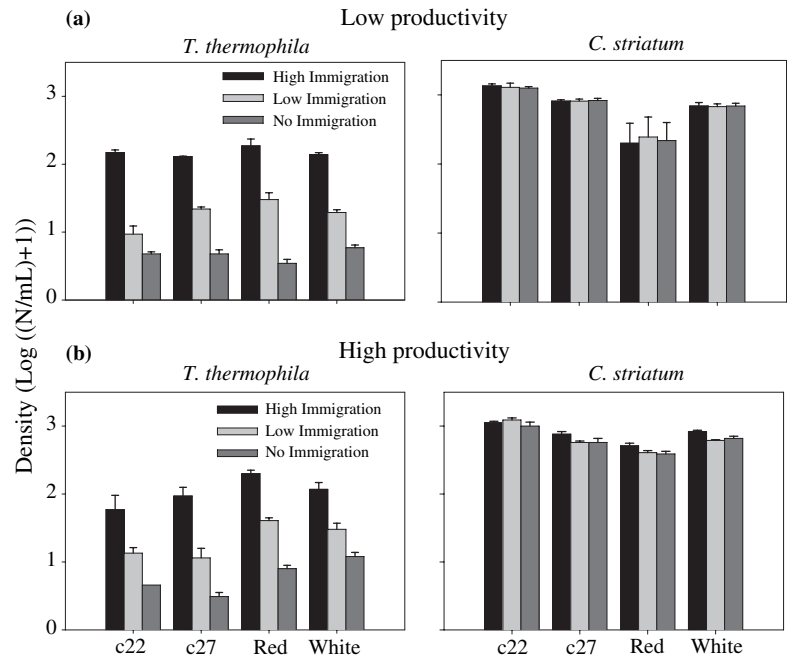 (a) Low productivity
T. thermophila C. striatum
High Immigration
Low Immigration
No Immigration
3
2
1
0
Density (Log ((N/mL)+1))
(b) High productivity
T. thermophila C. striatum
High Immigration
Low Immigration
No Immigration
3
2
1
0
c22 c27 Red White c22 c27 Red White